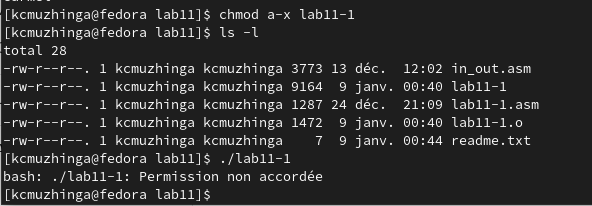 [kcmuzhinga@fedora lab11]$ chmod a-x lab11-1
[kcmuzhinga@fedora lab11]$ ls -l
total 28
-rw-r--r--. 1 kcmuzhinga kcmuzhinga 3773 13 déc.  12:02 in_out.asm
-rw-r--r--. 1 kcmuzhinga kcmuzhinga 9164  9 janv. 00:40 lab11-1
-rw-r--r--. 1 kcmuzhinga kcmuzhinga 1287 24 déc.  21:09 lab11-1.asm
-rw-r--r--. 1 kcmuzhinga kcmuzhinga 1472  9 janv. 00:40 lab11-1.o
-rw-r--r--. 1 kcmuzhinga kcmuzhinga    7  9 janv. 00:44 readme.txt
[kcmuzhinga@fedora lab11]$ ./lab11-1
bash: ./lab11-1: Permission non accordée
[kcmuzhinga@fedora lab11]$